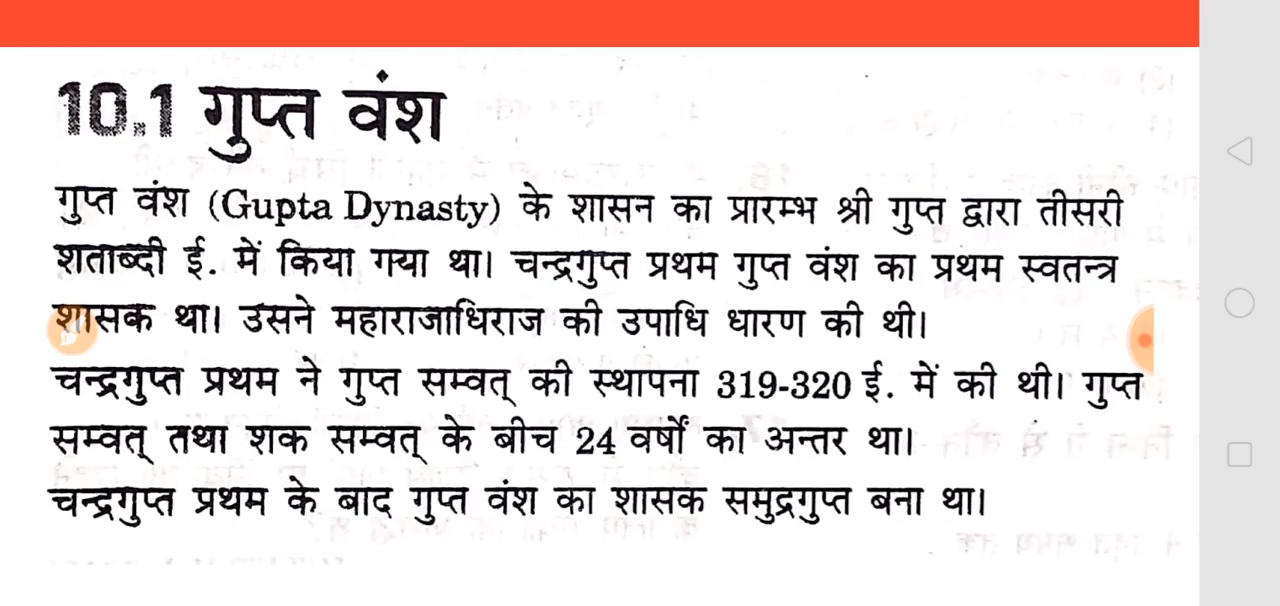 10.1 गुप्त वंश
गुप्त वंश (Gupta Dynasty) के शासन का प्रारम्भ श्री गुप्त द्वारा तीसरी
शताब्दी ई. में किया गया था। चन्द्रगुप्त प्रथम गुप्त वंश का प्रथम स्वतन्त्र
शासक था। उसने महाराजाधिराज की उपाधि धारण की थी।
चन्द्रगुप्त प्रथम ने गुप्त सम्वत् की स्थापना 319-320 ई. में की थी। गुप्त
सम्वत् तथा शक सम्वत् के बीच 24 वर्षों का अन्तर था।
चन्द्रगुप्त प्रथम के बाद गुप्त वंश का शासक समुद्रगुप्त बना था।